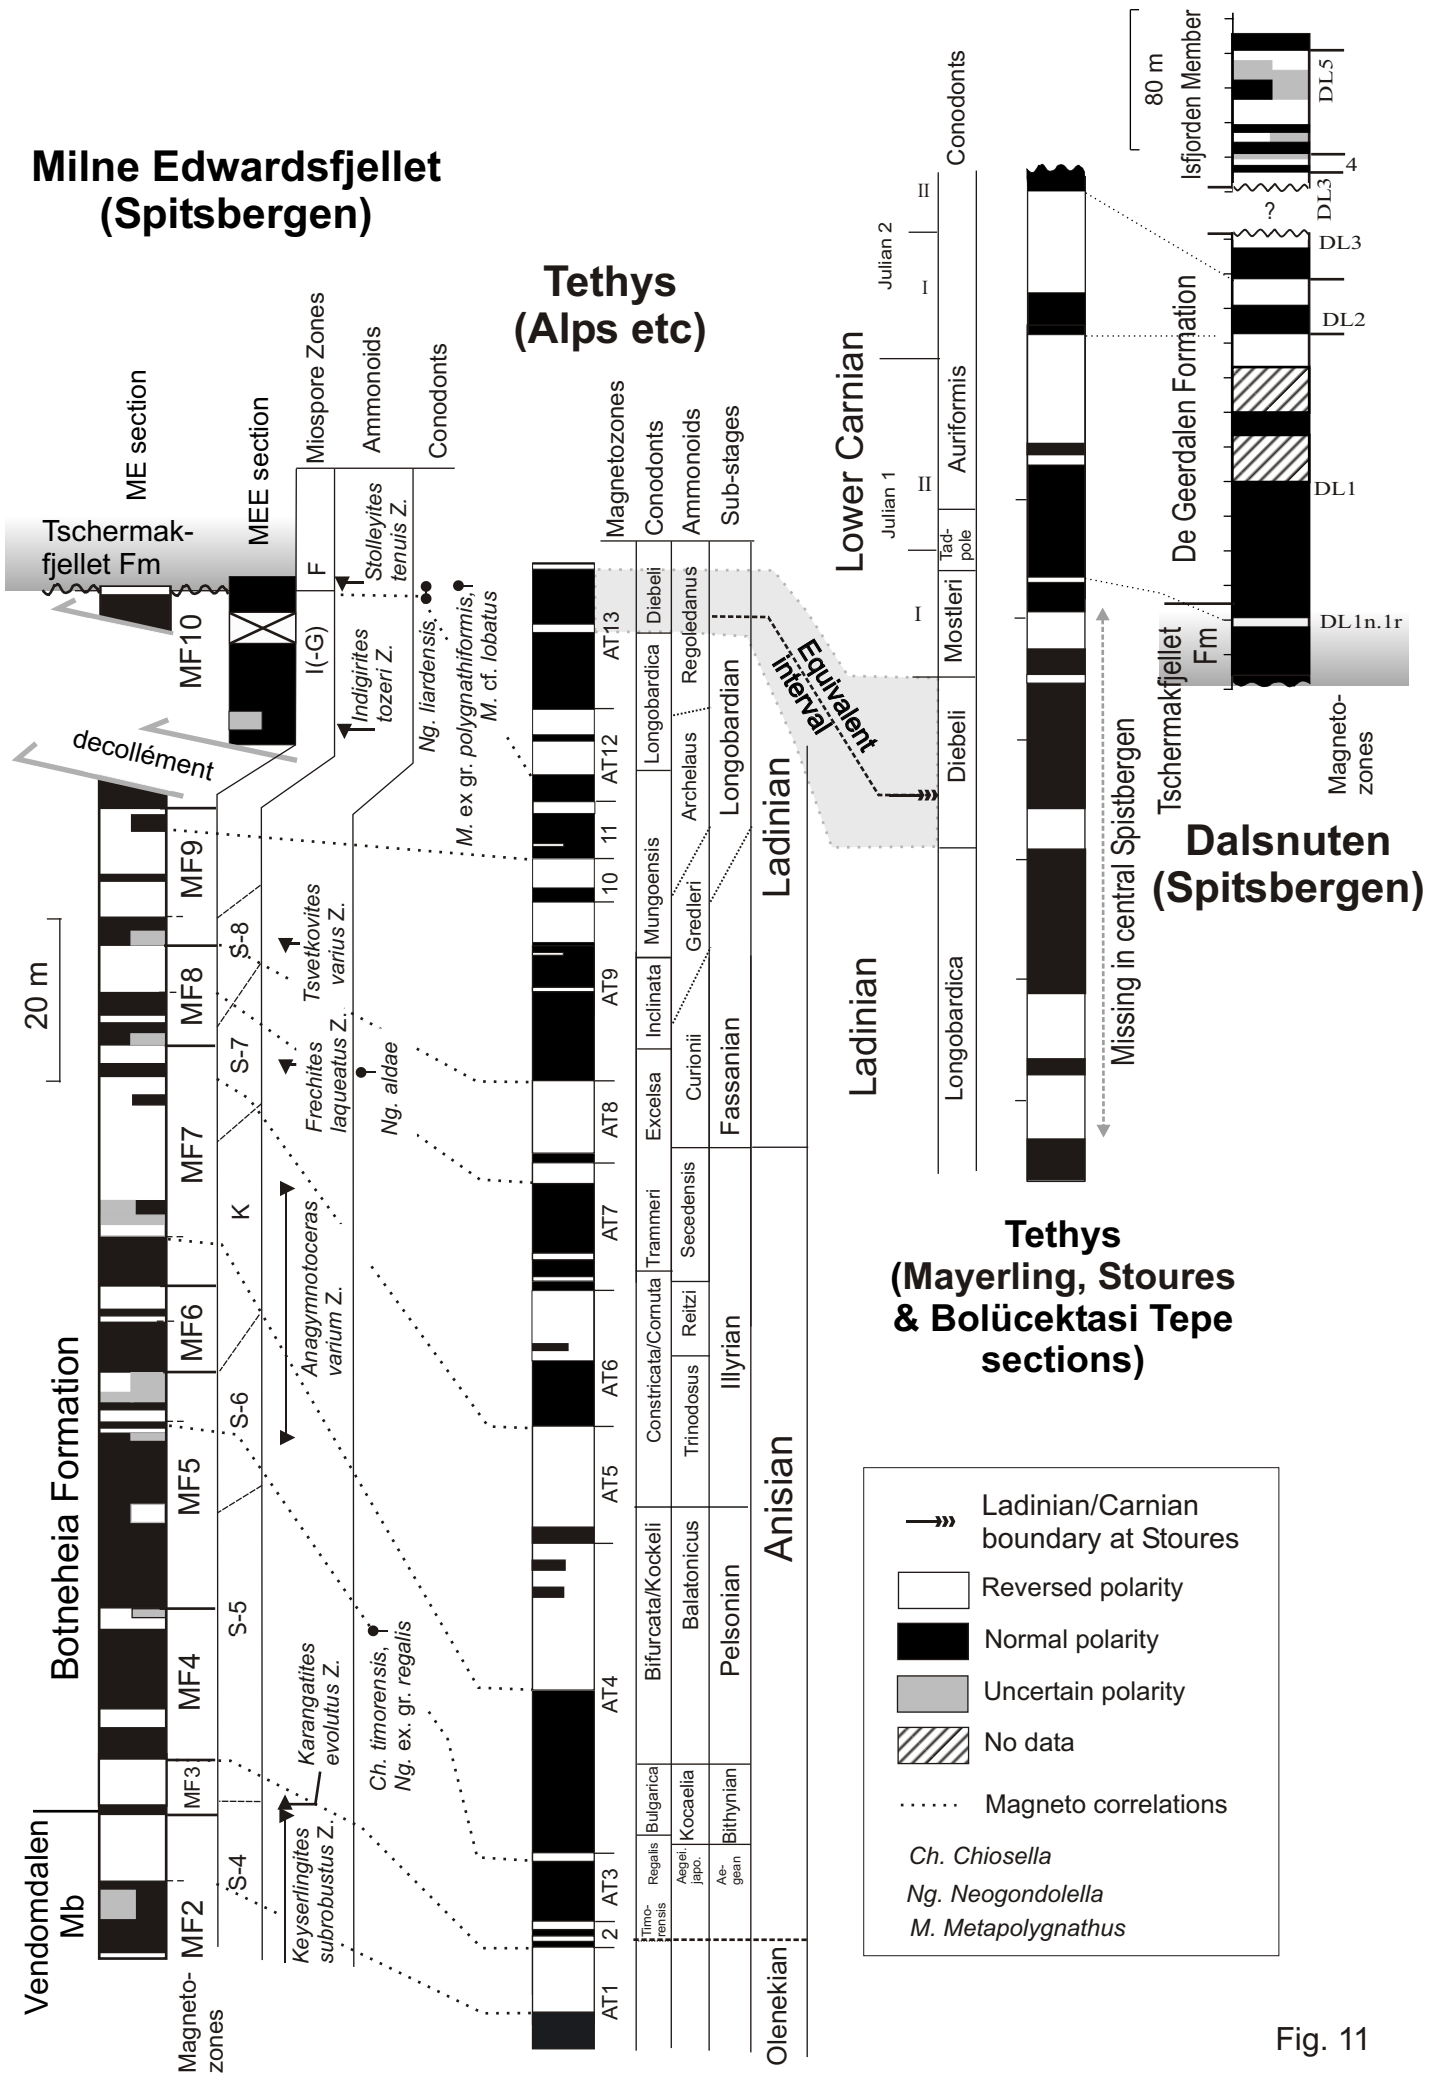 Milne Edwardsfjellet
(Spitsbergen)
ME section
MEE section
Miospore Zones
Ammonoids
Conodonts
Tschermak-
fjellet Fm
MF10
F
I(-G)
Stolleyites
tenuis Z.
Indigirites
tozeri Z.
Ng. liardensis,
M. ex gr. polygnathiformis,
M. cf. lobatus
decollément
20 m
Botneheia Formation
Vendomdalen
Mb
MF9
MF8
MF7
MF6
MF5
MF4
MF3
MF2
Magneto-
zones
S-8
S-7
K
S-6
S-5
S-4
Tsvetkovites
varius Z.
Frechites
laqueatus Z.
Ng. aldae
Anagymnotoceras
varium Z.
Karangatites
evolutus Z.
Keyserlingites
subrobustus Z.
Ch. timorensis,
Ng. ex. gr. regalis
Tethys
(Alps etc)
Magnetozones
Conodonts
Ammonoids
Sub-stages
AT13
AT12
11
10
AT9
AT8
AT7
AT6
AT5
AT4
AT3
2
AT1
Diebeli
Longobardica
Mungoensis
Inclinata
Excelsa
Trammeri
Constricata/Cornuta
Bifurcata/Kockeli
Bulgarica
Regalis
Timo-
rensis
Regoledanus
Archelaus
Gredleri
Curionii
Secedensis
Reitzi
Trinodosus
Balatonicus
Kocaelia
Aegei.
japo.
Longobardian
Fassanian
Illyrian
Pelsonian
Bithynian
Ae-
gean
Ladinian
Anisian
Olenekian
Equivalent
interval
Lower Carnian
Ladinian
Julian 2
Julian 1
II
I
II
I
Conodonts
Auriformis
Tad-
pole
Mostleri
Diebeli
Longobardica
Missing in central Spistbergen
Tethys
(Mayerling, Stoures
& Bolücektasi Tepe
sections)
80 m
Isfjorden Member
De Geerdalen Formation
Tschermakfjellet
Fm
?
DL5
4
DL3
DL3
DL2
DL1
DL1n.1r
Magneto-
zones
Dalsnuten
(Spitsbergen)
Ladinian/Carnian
boundary at Stoures
Reversed polarity
Normal polarity
Uncertain polarity
No data
Magneto correlations
Ch. Chiosella
Ng. Neogondolella
M. Metapolygnathus
Fig. 11